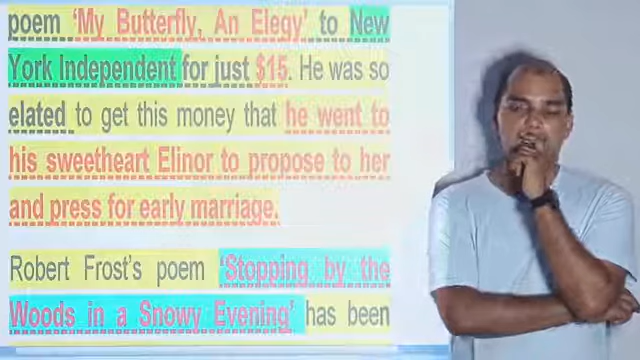 poem ‘My Butterfly, An Elegy’ to New
York Independent for just $15. He was so
elated to get this money that he went to
his sweetheart Elinor to propose to her
and press for early marriage.
Robert Frost’s poem ‘Stopping by the
Woods in a Snowy Evening’ has been